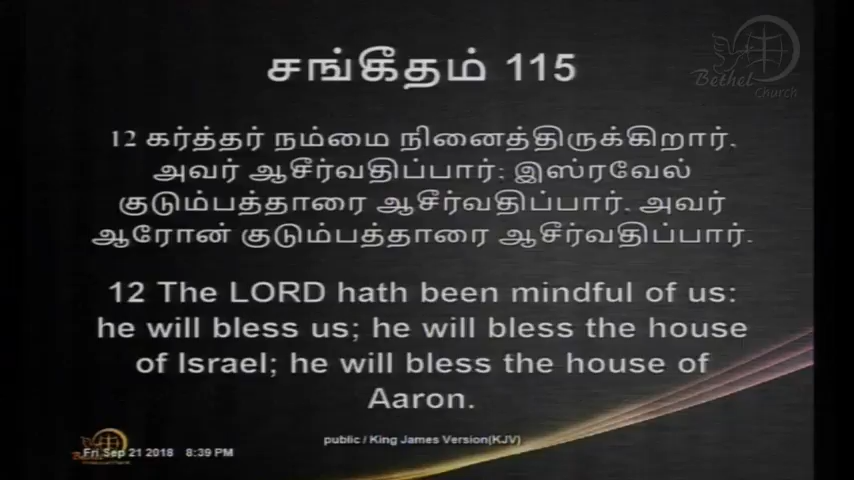 சங்கீதம் 115
Bethel
Church
12 கர்த்தர் நம்மை நினைத்திருக்கிறார்,
அவர் ஆசீர்வதிப்பார்; இஸ்ரவேல்
குடும்பத்தாரை ஆசீர்வதிப்பார். அவர்
ஆரோன் குடும்பத்தாரை ஆசீர்வதிப்பார்.
12 The LORD hath been mindful of us:
he will bless us; he will bless the house
of Israel; he will bless the house of
Aaron.
public / King James Version(KJV)
Fri Sep 21 2018 8:39 PM